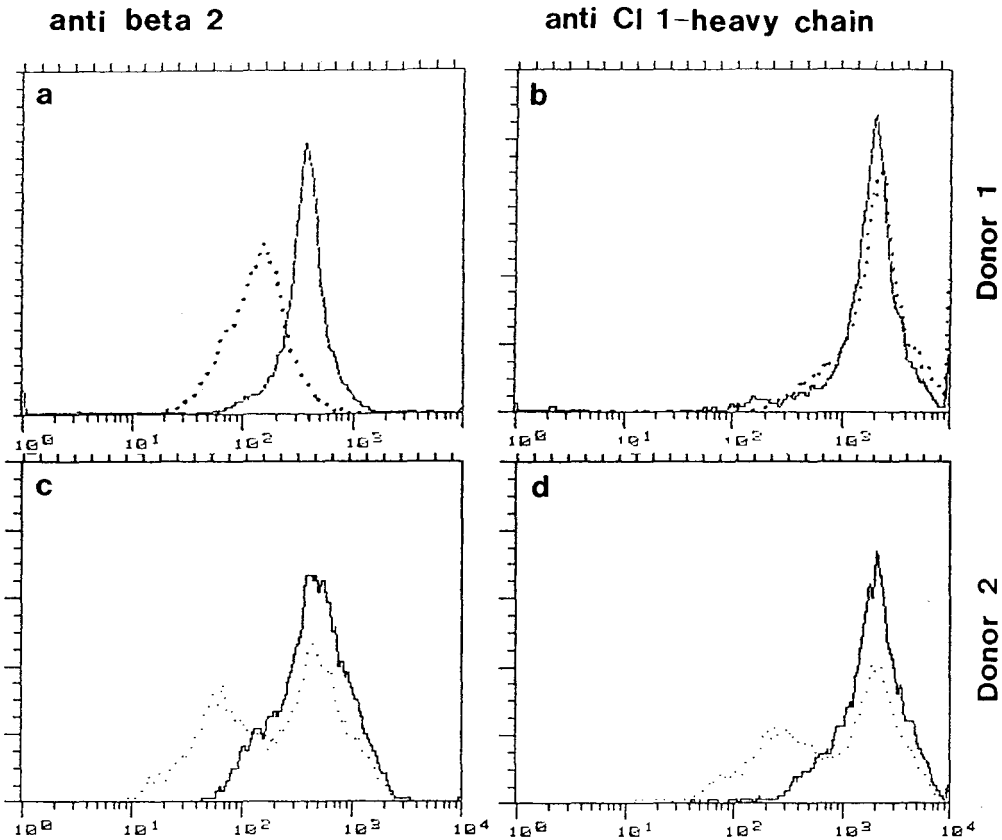 anti beta 2
anti Cl 1-heavy chain
a
b
Donor 1
10⁰ 10¹ 10² 10³
10⁰ 10¹ 10² 10³ 10⁴
c
d
Donor 2
10⁰ 10¹ 10² 10³ 10⁴
10⁰ 10¹ 10² 10³ 10⁴